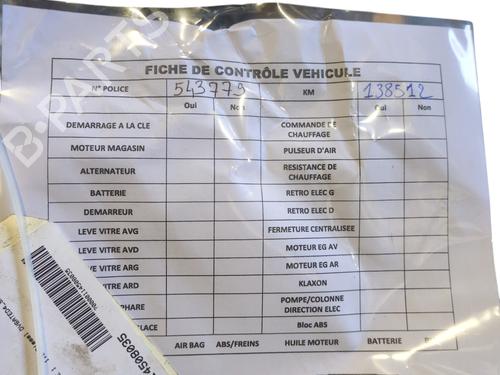 FICHE DE CONTRÔLE VEHICULE
N° POLICE 543779 KM 138512
Oui Non Oui Non
DEMARRAGE A LA CLE COMMANDE DE CHAUFFAGE
MOTEUR MAGASIN PULSEUR D'AIR
ALTERNATEUR RESISTANCE DE CHAUFFAGE
BATTERIE RETRO ELEC G
DEMARREUR RETRO ELEC D
LEVE VITRE AVG FERMETURE CENTRALISEE
LEVE VITRE AVD MOTEUR EG AV
LEVE VITRE ARG MOTEUR EG AR
LEVE VITRE ARD KLAXON
PHARE POMPE/COLONNE DIRECTION ELEC
LACE Bloc ABS
AIR BAG ABS/FREINS HUILE MOTEUR BATTERIE
B-PARTS